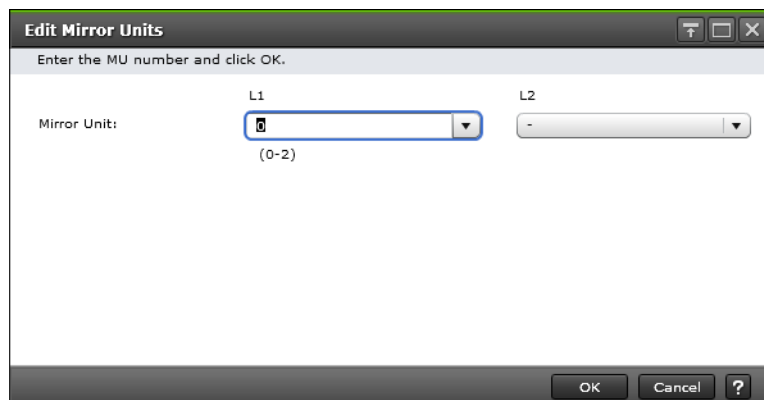 Edit Mirror Units
Enter the MU number and click OK.
L1 L2
Mirror Unit: 0 -
(0-2)
OK Cancel ?